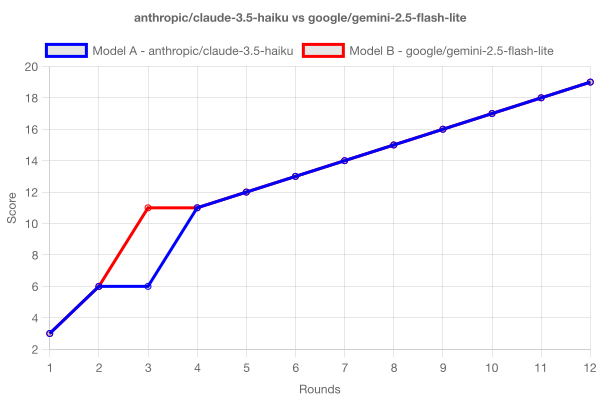 anthropic/claude-3.5-haiku vs google/gemini-2.5-flash-lite
Model A - anthropic/claude-3.5-haiku Model B - google/gemini-2.5-flash-lite
20
18
16
14
12
10
8
6
4
2
Score
1 2 3 4 5 6 7 8 9 10 11 12
Rounds